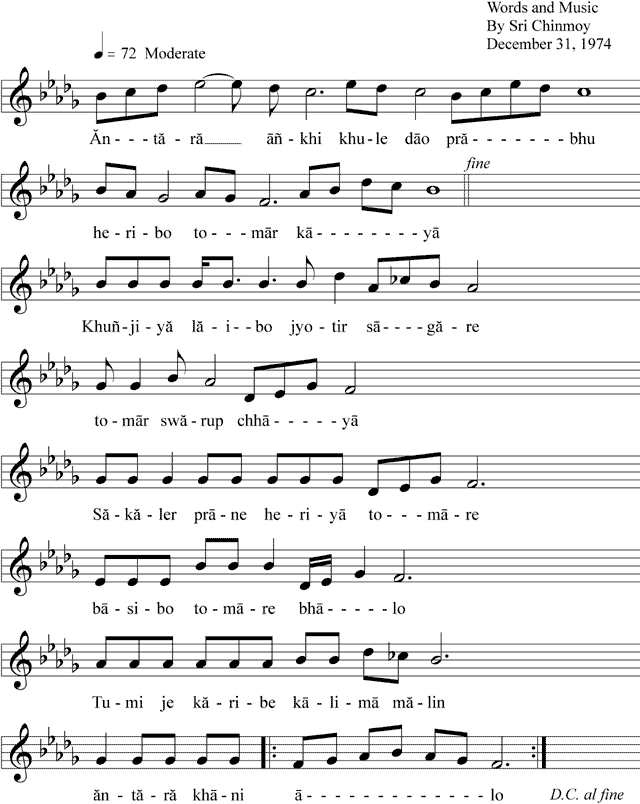 Words and Music
By Sri Chinmoy
December 31, 1974
= 72 Moderate
Ăn - - - tă - ră āñ - khi khu - le dāo pră - - - - - - - bhu
fine
he - ri - bo to - - - mār kā - - - - - - - yā
Khuñ - ji - yă lă - i - bo jyo - tir sā - - - - gă - re
to - mār swă - rup chhā - - - - - yā
Să - kă - ler prā - ne he - ri - yā to - - - - mā - re
bā - si - bo to - mā - re bhā - - - - - lo
Tu - mi je kă - ri - be kā - li - mā mă - lin
ăn - tă - ră khā - ni ā - - - - - - - - - - - - - - lo D.C. al fine